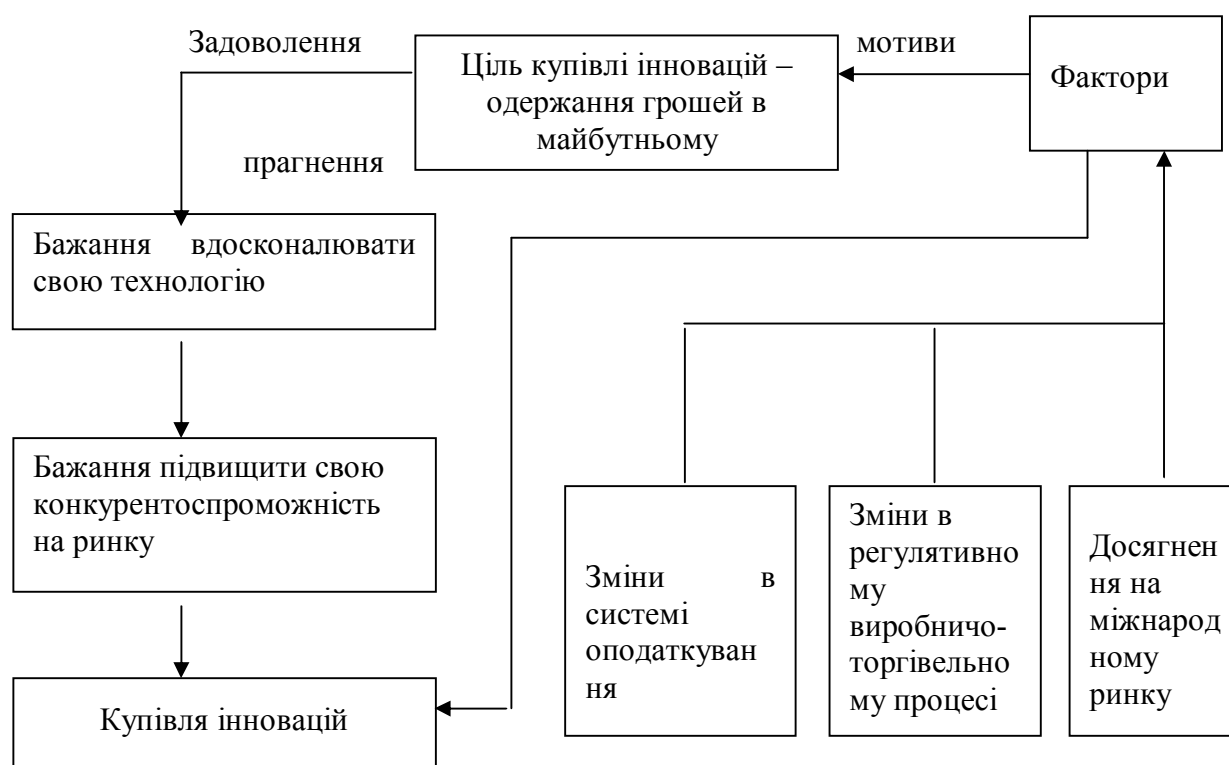 Задоволення
Ціль купівлі інновацій –
одержання грошей в
майбутньому
мотиви
Фактори
прагнення
Бажання вдосконалювати
свою технологію
Бажання підвищити свою
конкурентоспроможність
на ринку
Купівля інновацій
Зміни в
системі
оподаткуван
ня
Зміни в
регулятивно
му
виробничо-
торгівельно
му процесі
Досягнен
ня на
міжнарод
ному
ринку